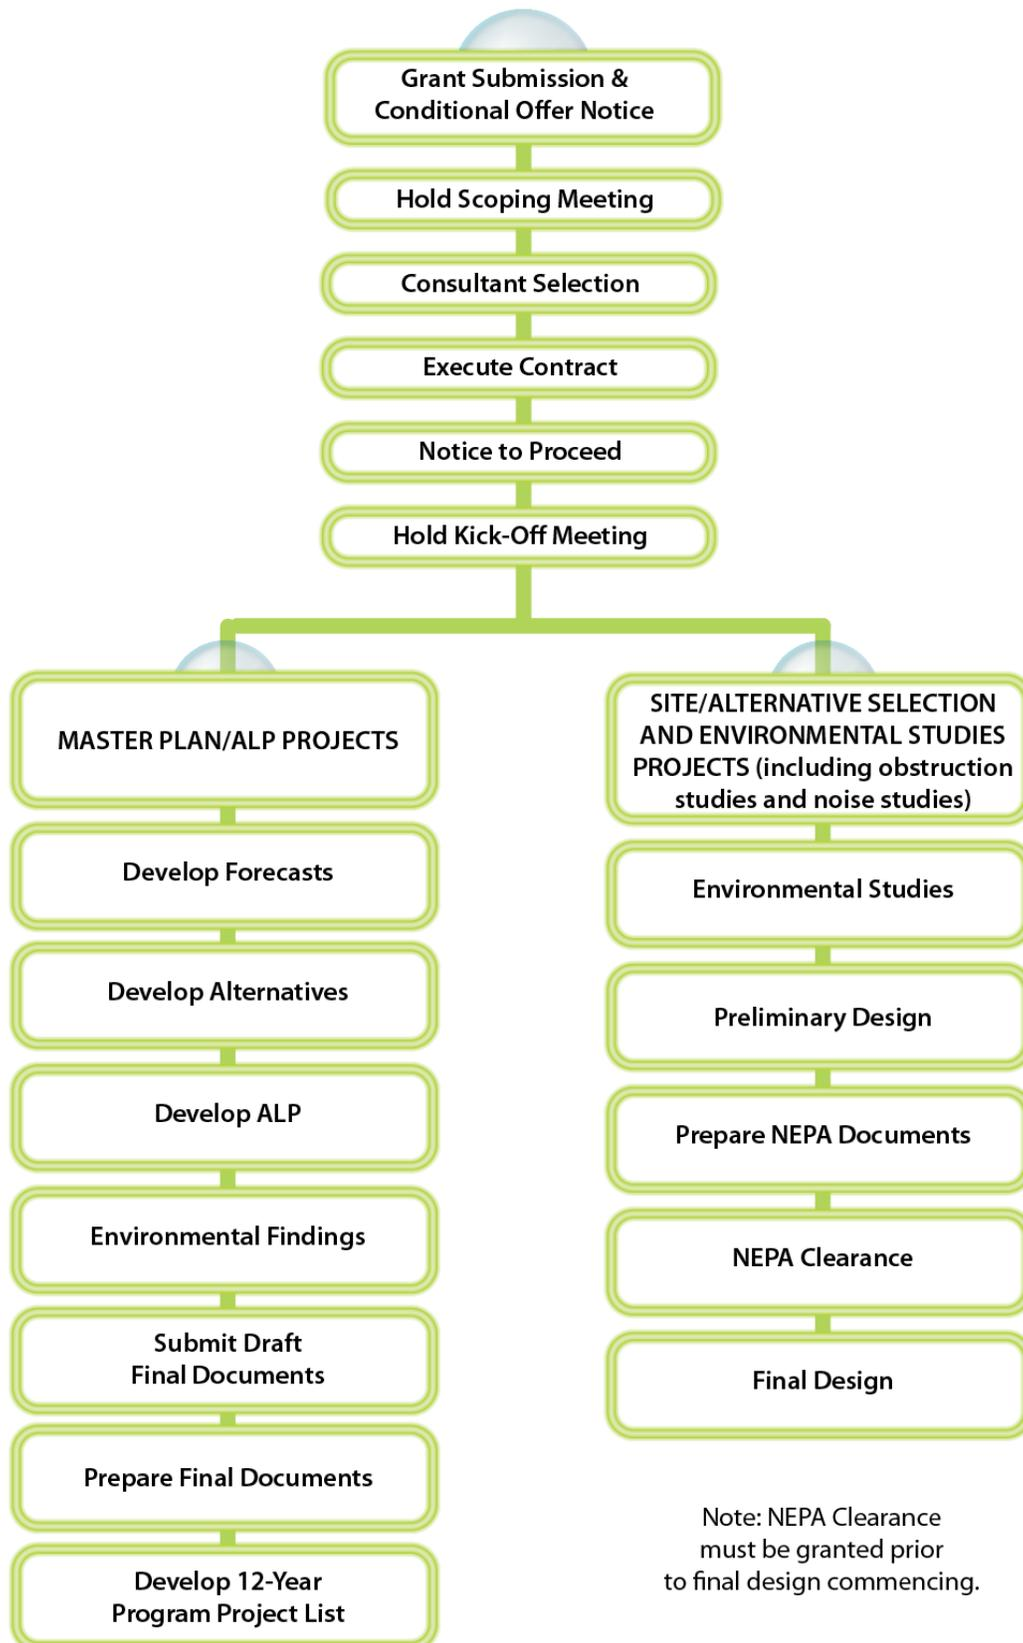 Grant Submission &
Conditional Offer Notice
Hold Scoping Meeting
Consultant Selection
Execute Contract
Notice to Proceed
Hold Kick-Off Meeting
MASTER PLAN/ALP PROJECTS
Develop Forecasts
Develop Alternatives
Develop ALP
Environmental Findings
Submit Draft
Final Documents
Prepare Final Documents
Develop 12-Year
Program Project List
SITE/ALTERNATIVE SELECTION
AND ENVIRONMENTAL STUDIES
PROJECTS (including obstruction
studies and noise studies)
Environmental Studies
Preliminary Design
Prepare NEPA Documents
NEPA Clearance
Final Design
Note: NEPA Clearance
must be granted prior
to final design commencing.